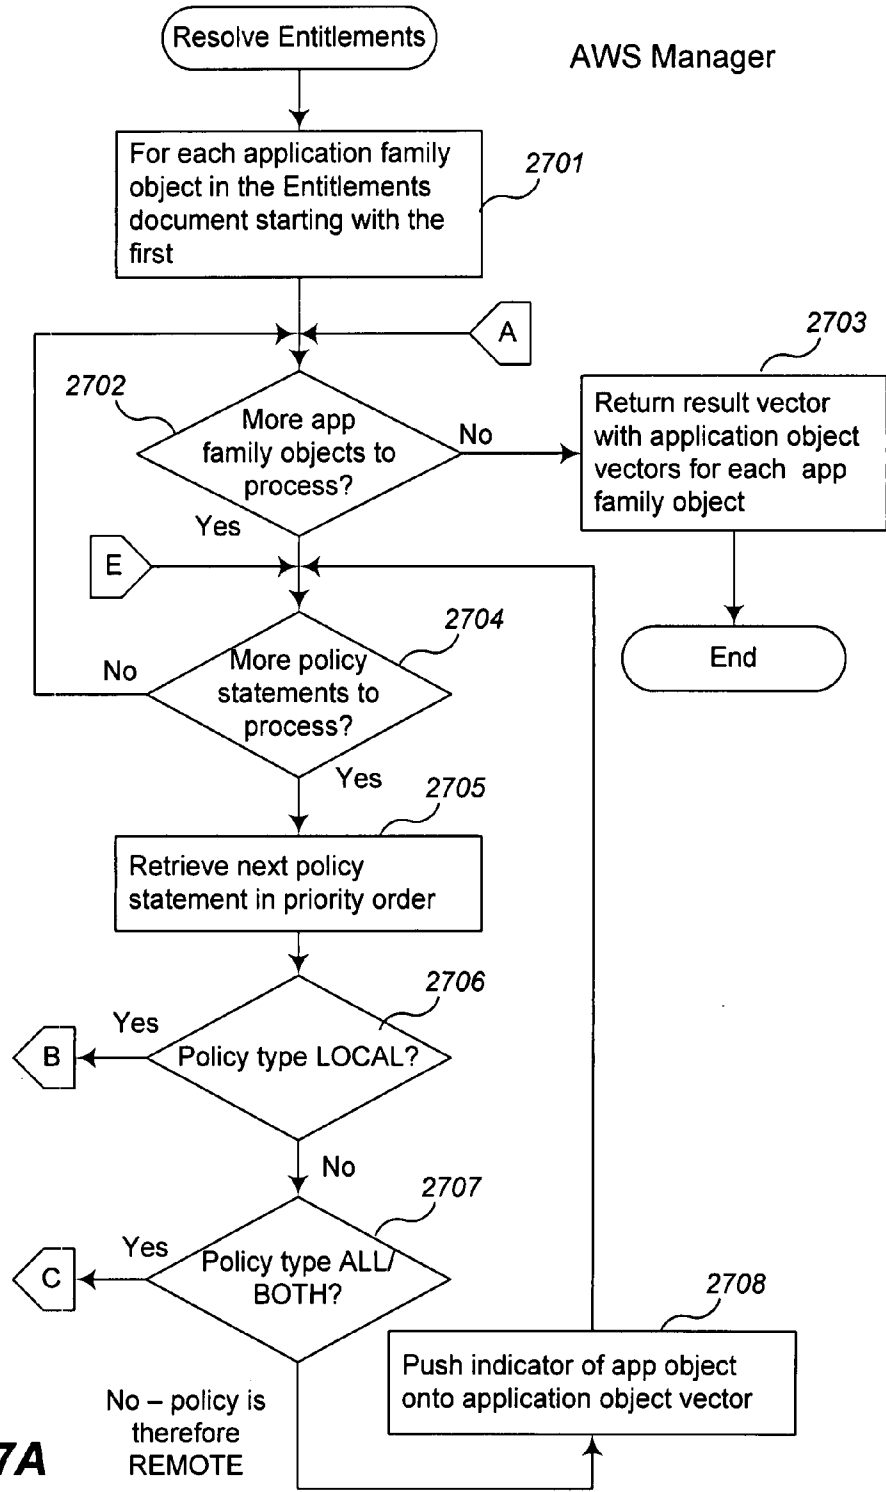 Resolve Entitlements
AWS Manager
For each application family
object in the Entitlements
document starting with the
first
2701
A
2703
2702
More app
family objects to
process?
No
Return result vector
with application object
vectors for each app
family object
Yes
E
2704
No
More policy
statements to
process?
End
Yes
2705
Retrieve next policy
statement in priority order
2706
Yes
B
Policy type LOCAL?
No
2707
Yes
C
Policy type ALL/
BOTH?
2708
Push indicator of app object
onto application object vector
No – policy is
therefore
REMOTE
7A